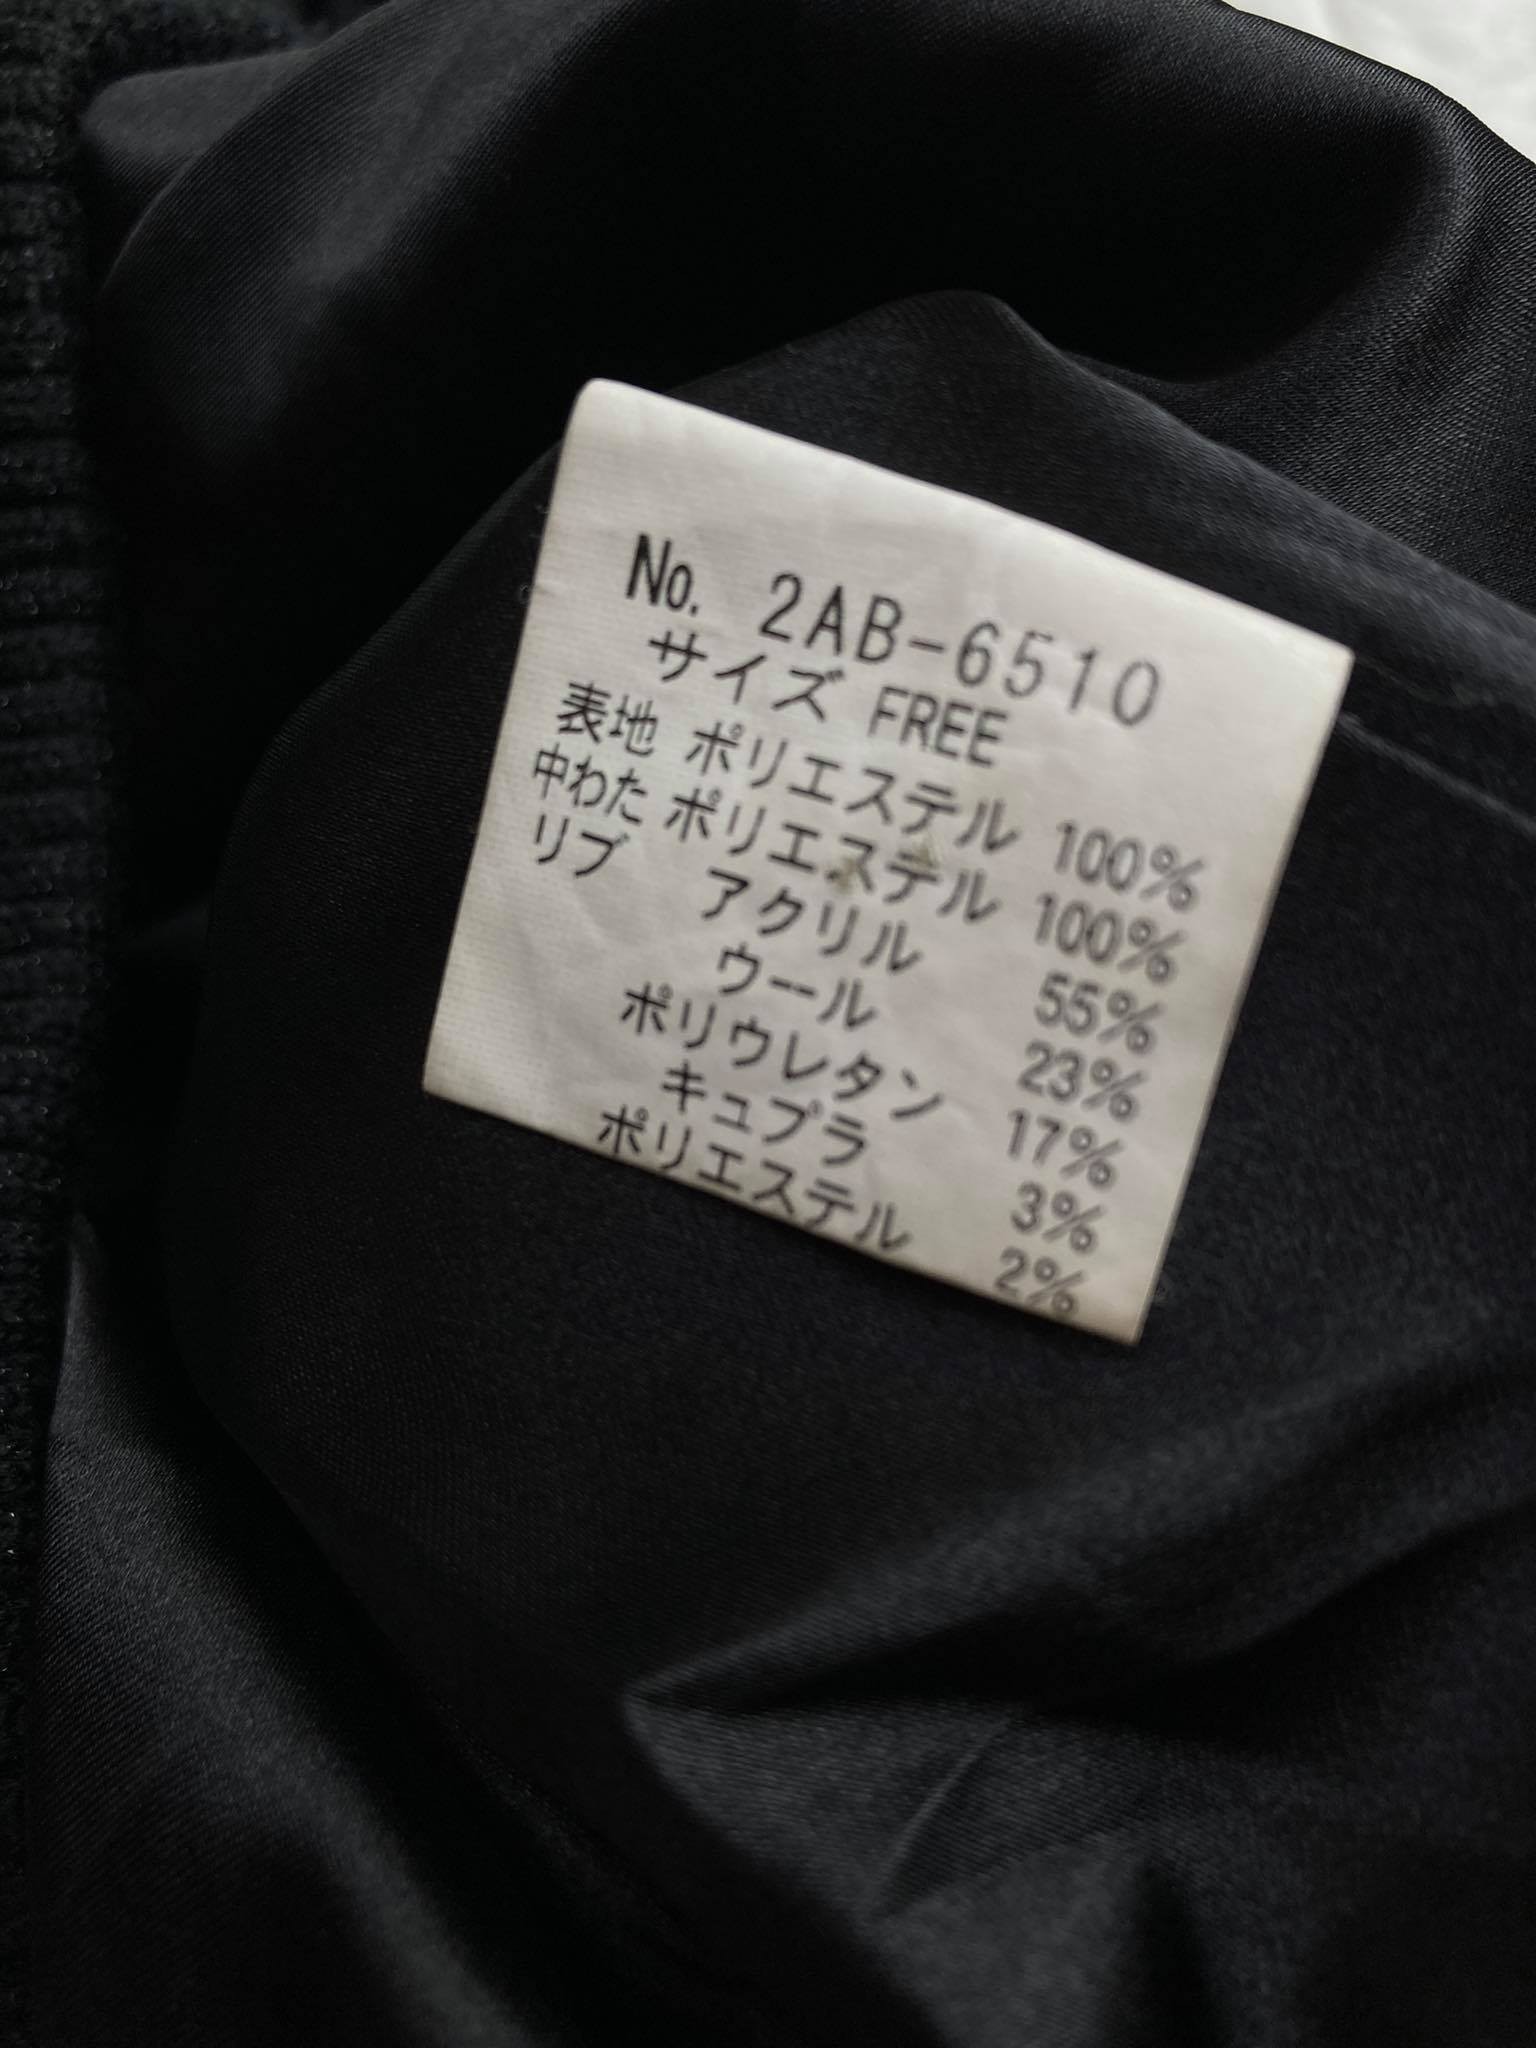 No. 2AB-6510
サイズ FREE
表地 ポリエステル 100%
中わた ポリエステル 100%
リブ アクリル 55%
ウール 23%
ポリウレタン 17%
キュプラ 3%
ポリエステル 2%